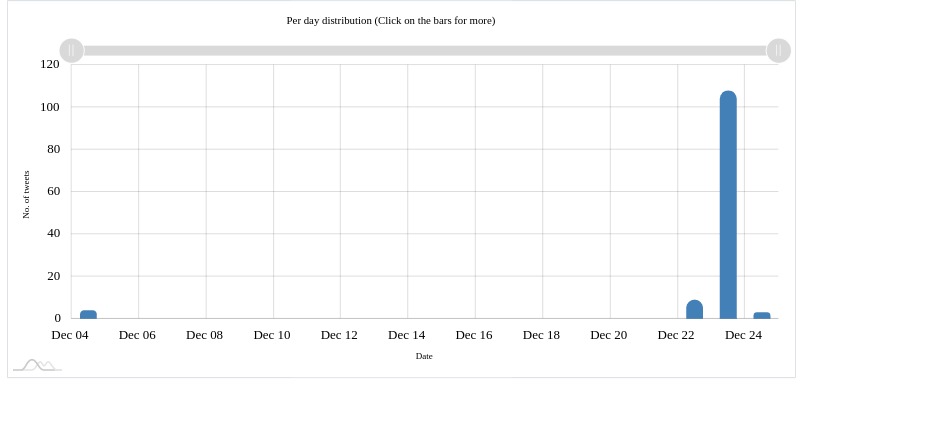 Per day distribution (Click on the bars for more)
120
100
80
60
40
20
0
No. of tweets
Dec 04 Dec 06 Dec 08 Dec 10 Dec 12 Dec 14 Dec 16 Dec 18 Dec 20 Dec 22 Dec 24
Date